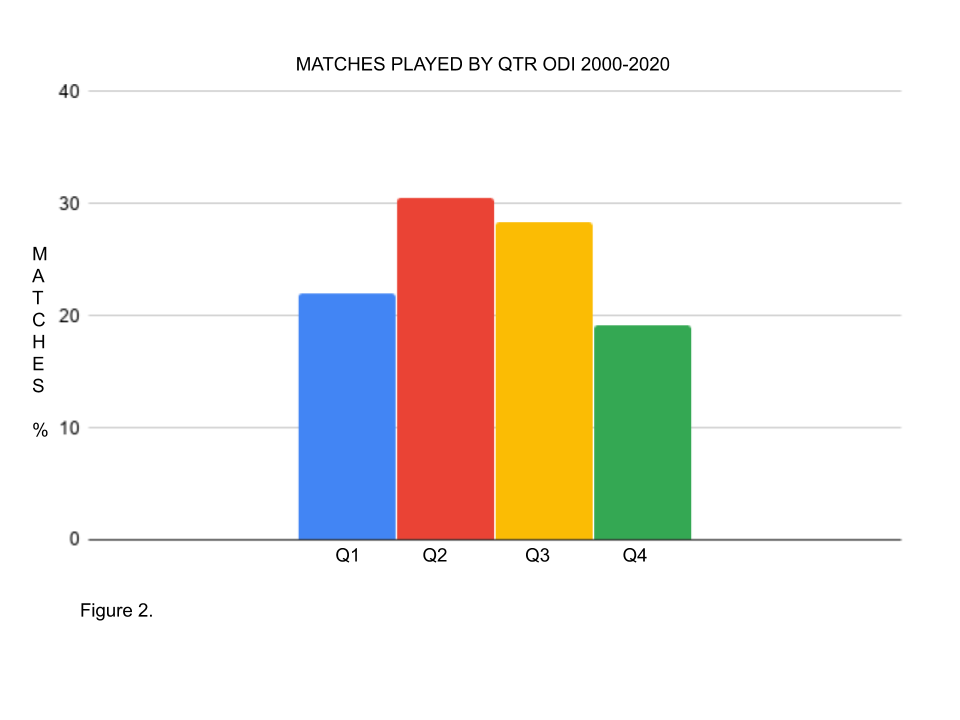 MATCHES PLAYED BY QTR ODI 2000-2020
40
30
20
10
0
M
A
T
C
H
E
S
%
Q1 Q2 Q3 Q4
Figure 2.